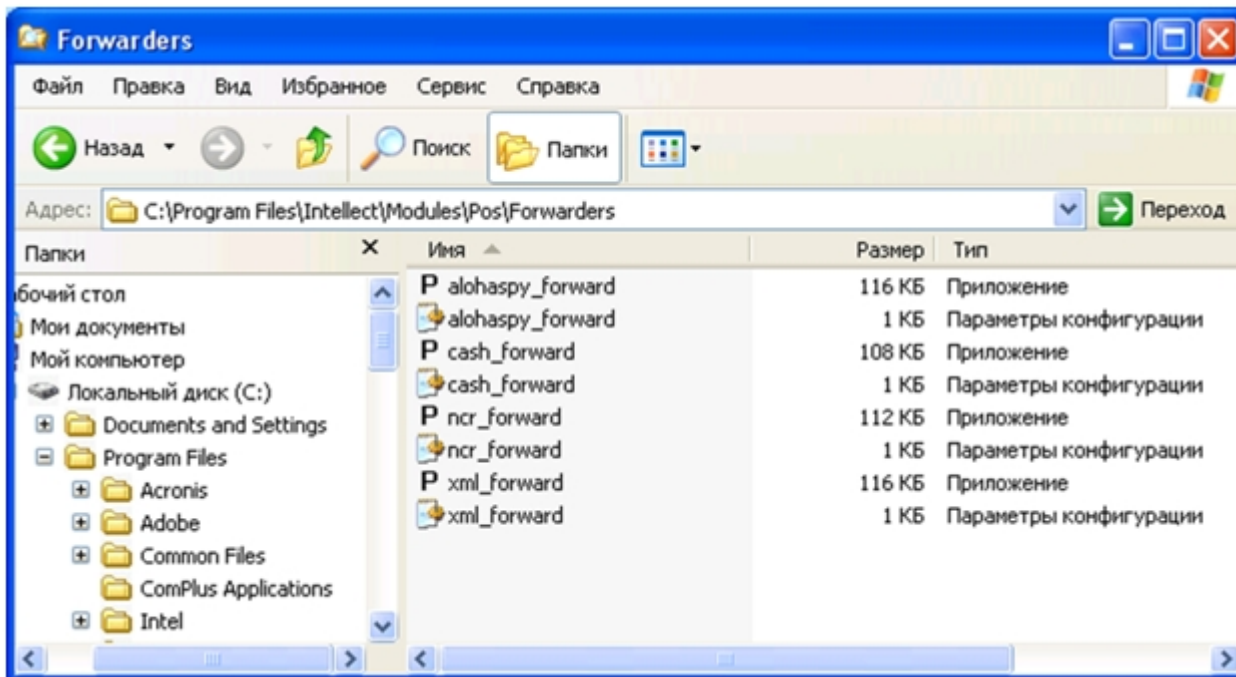 Forwarders
Файл Правка Вид Избранное Сервис Справка
Назад Поиск Папки
Адрес: C:\Program Files\Intellect\Modules\Pos\Forwarders Переход
Папки
бочий стол
Мои документы
Мой компьютер
Локальный диск (C:)
Documents and Settings
Program Files
Acronis
Adobe
Common Files
ComPlus Applications
Intel
Имя Размер Тип
P alohaspy_forward 116 КБ Приложение
alohaspy_forward 1 КБ Параметры конфигурации
P cash_forward 108 КБ Приложение
cash_forward 1 КБ Параметры конфигурации
P ncr_forward 112 КБ Приложение
ncr_forward 1 КБ Параметры конфигурации
P xml_forward 116 КБ Приложение
xml_forward 1 КБ Параметры конфигурации